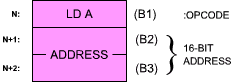 N: LD A (B1) :OPCODE
N+1: (B2)
ADDRESS 16-BIT
ADDRESS
N+2: (B3)